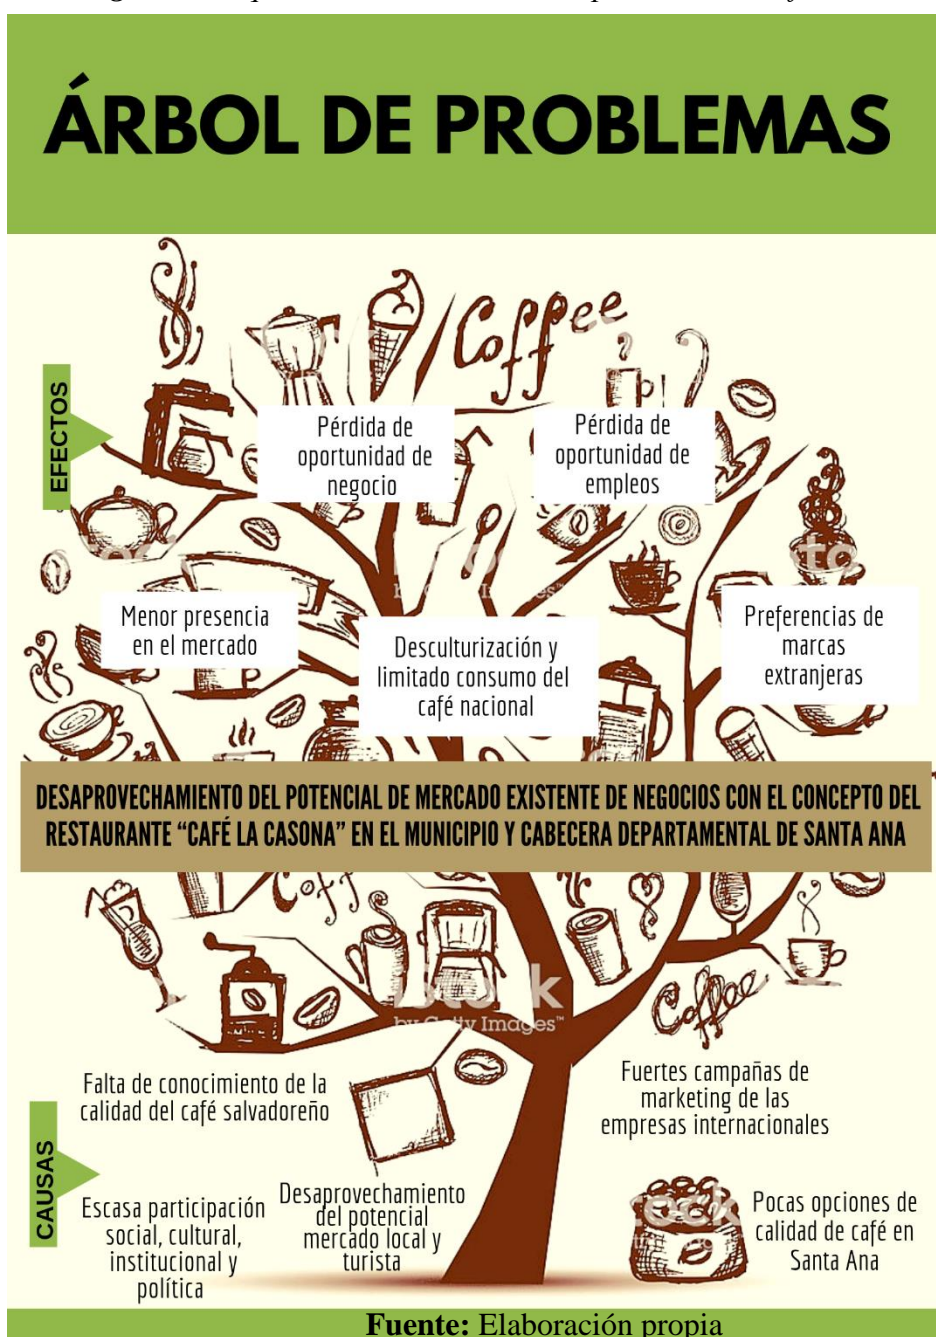 ÁRBOL DE PROBLEMAS
Coffee
EFECTOS
Pérdida de
oportunidad de
negocio
Pérdida de
oportunidad de
empleos
Menor presencia
en el mercado
Desculturización y
limitado consumo del
café nacional
Preferencias de
marcas
extranjeras
DESAPROVECHAMIENTO DEL POTENCIAL DE MERCADO EXISTENTE DE NEGOCIOS CON EL CONCEPTO DEL
RESTAURANTE “CAFÉ LA CASONA” EN EL MUNICIPIO Y CABECERA DEPARTAMENTAL DE SANTA ANA
iStock
by Getty Images™
Coffee
Falta de conocimiento de la
calidad del café salvadoreño
Fuertes campañas de
marketing de las
empresas internacionales
CAUSAS
Escasa participación
social, cultural,
institucional y
política
Desaprovechamiento
del potencial
mercado local y
turista
Pocas opciones de
calidad de café en
Santa Ana
Fuente: Elaboración propia